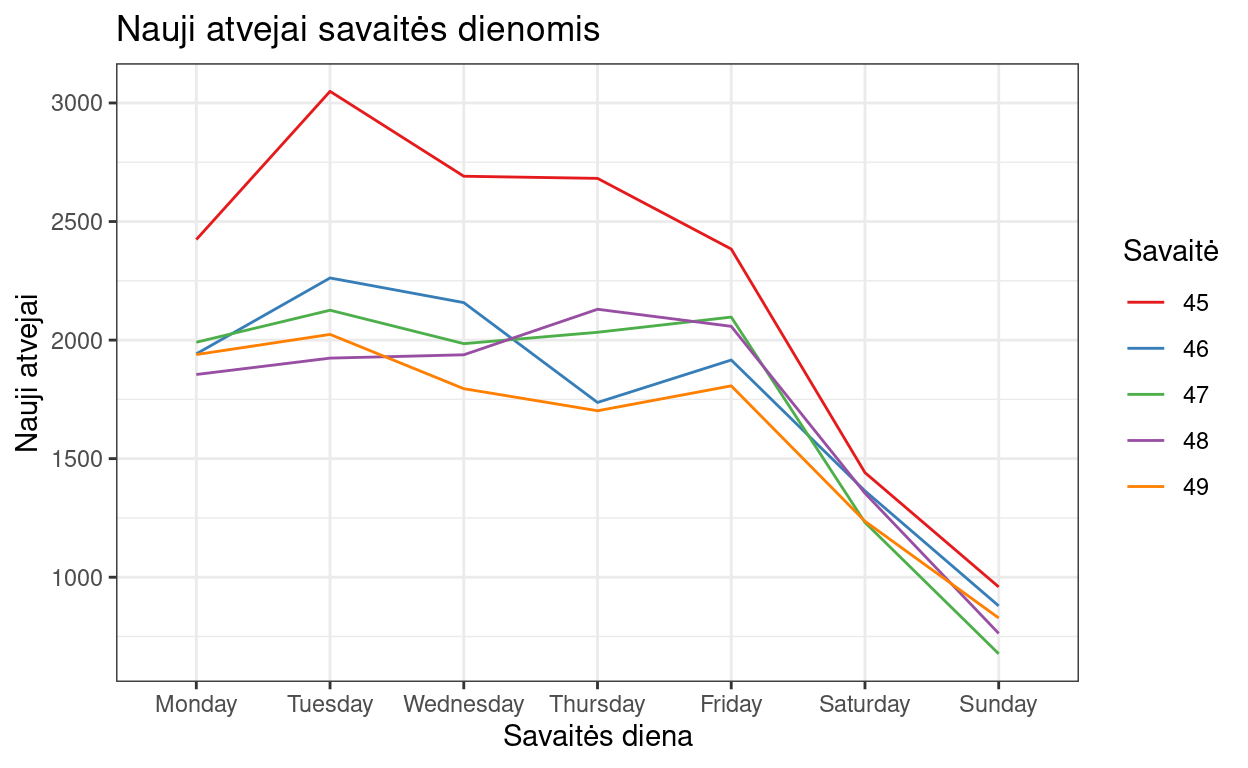 Nauji atvejai savaitės dienomis
Nauji atvejai
3000
2500
2000
1500
1000
Monday Tuesday Wednesday Thursday Friday Saturday Sunday
Savaitės diena
Savaitė
45
46
47
48
49